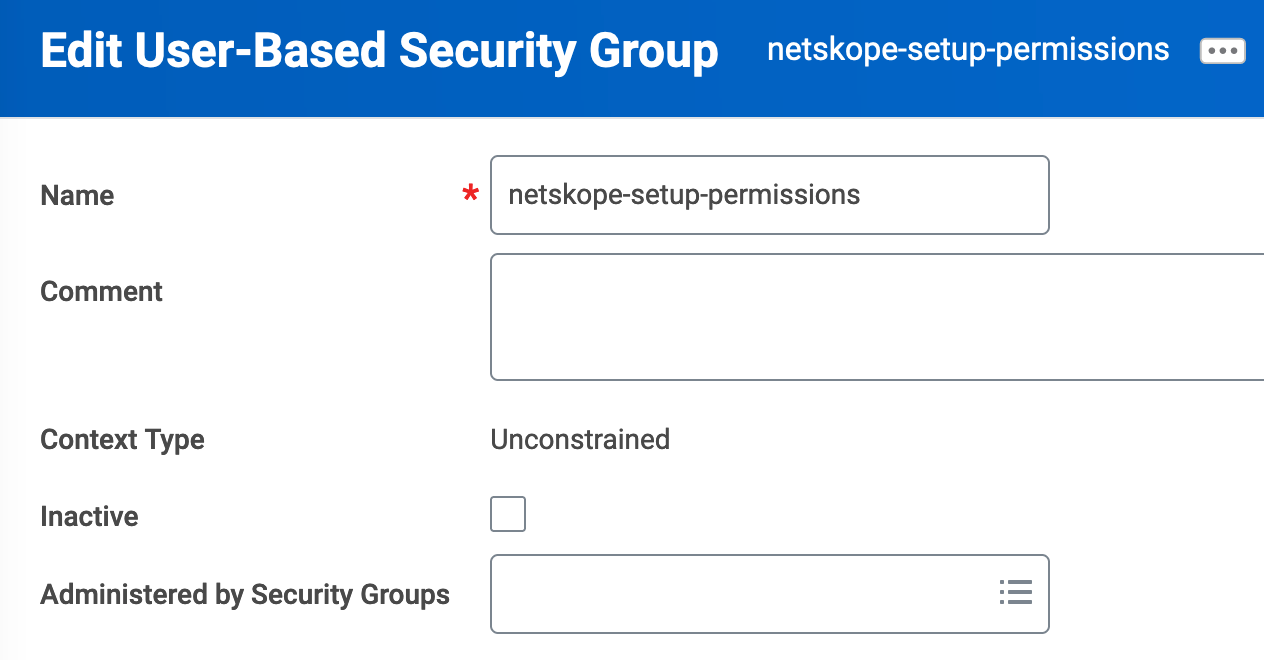 Edit User-Based Security Group netskope-setup-permissions
Name * netskope-setup-permissions
Comment
Context Type Unconstrained
Inactive
Administered by Security Groups